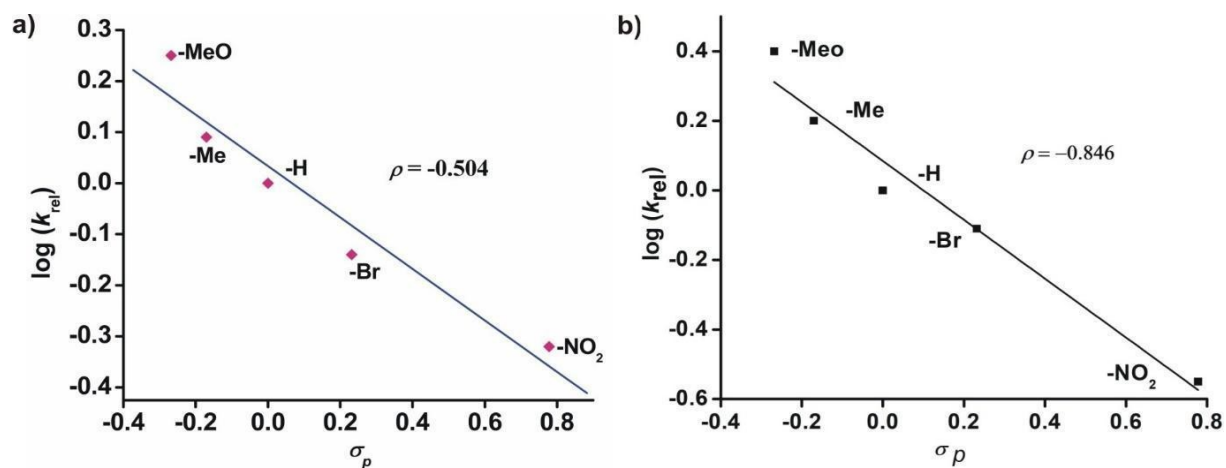 a)
0.3
0.2
0.1
0.0
-0.1
-0.2
-0.3
-0.4
log (k_rel)
-MeO
-Me
-H
-Br
-NO₂
ρ = -0.504
-0.4 -0.2 0.0 0.2 0.4 0.6 0.8
σₚ
b)
0.4
0.2
0.0
-0.2
-0.4
-0.6
log (k_rel)
-Meo
-Me
-H
-Br
-NO₂
ρ = −0.846
-0.4 -0.2 0.0 0.2 0.4 0.6 0.8
σ p